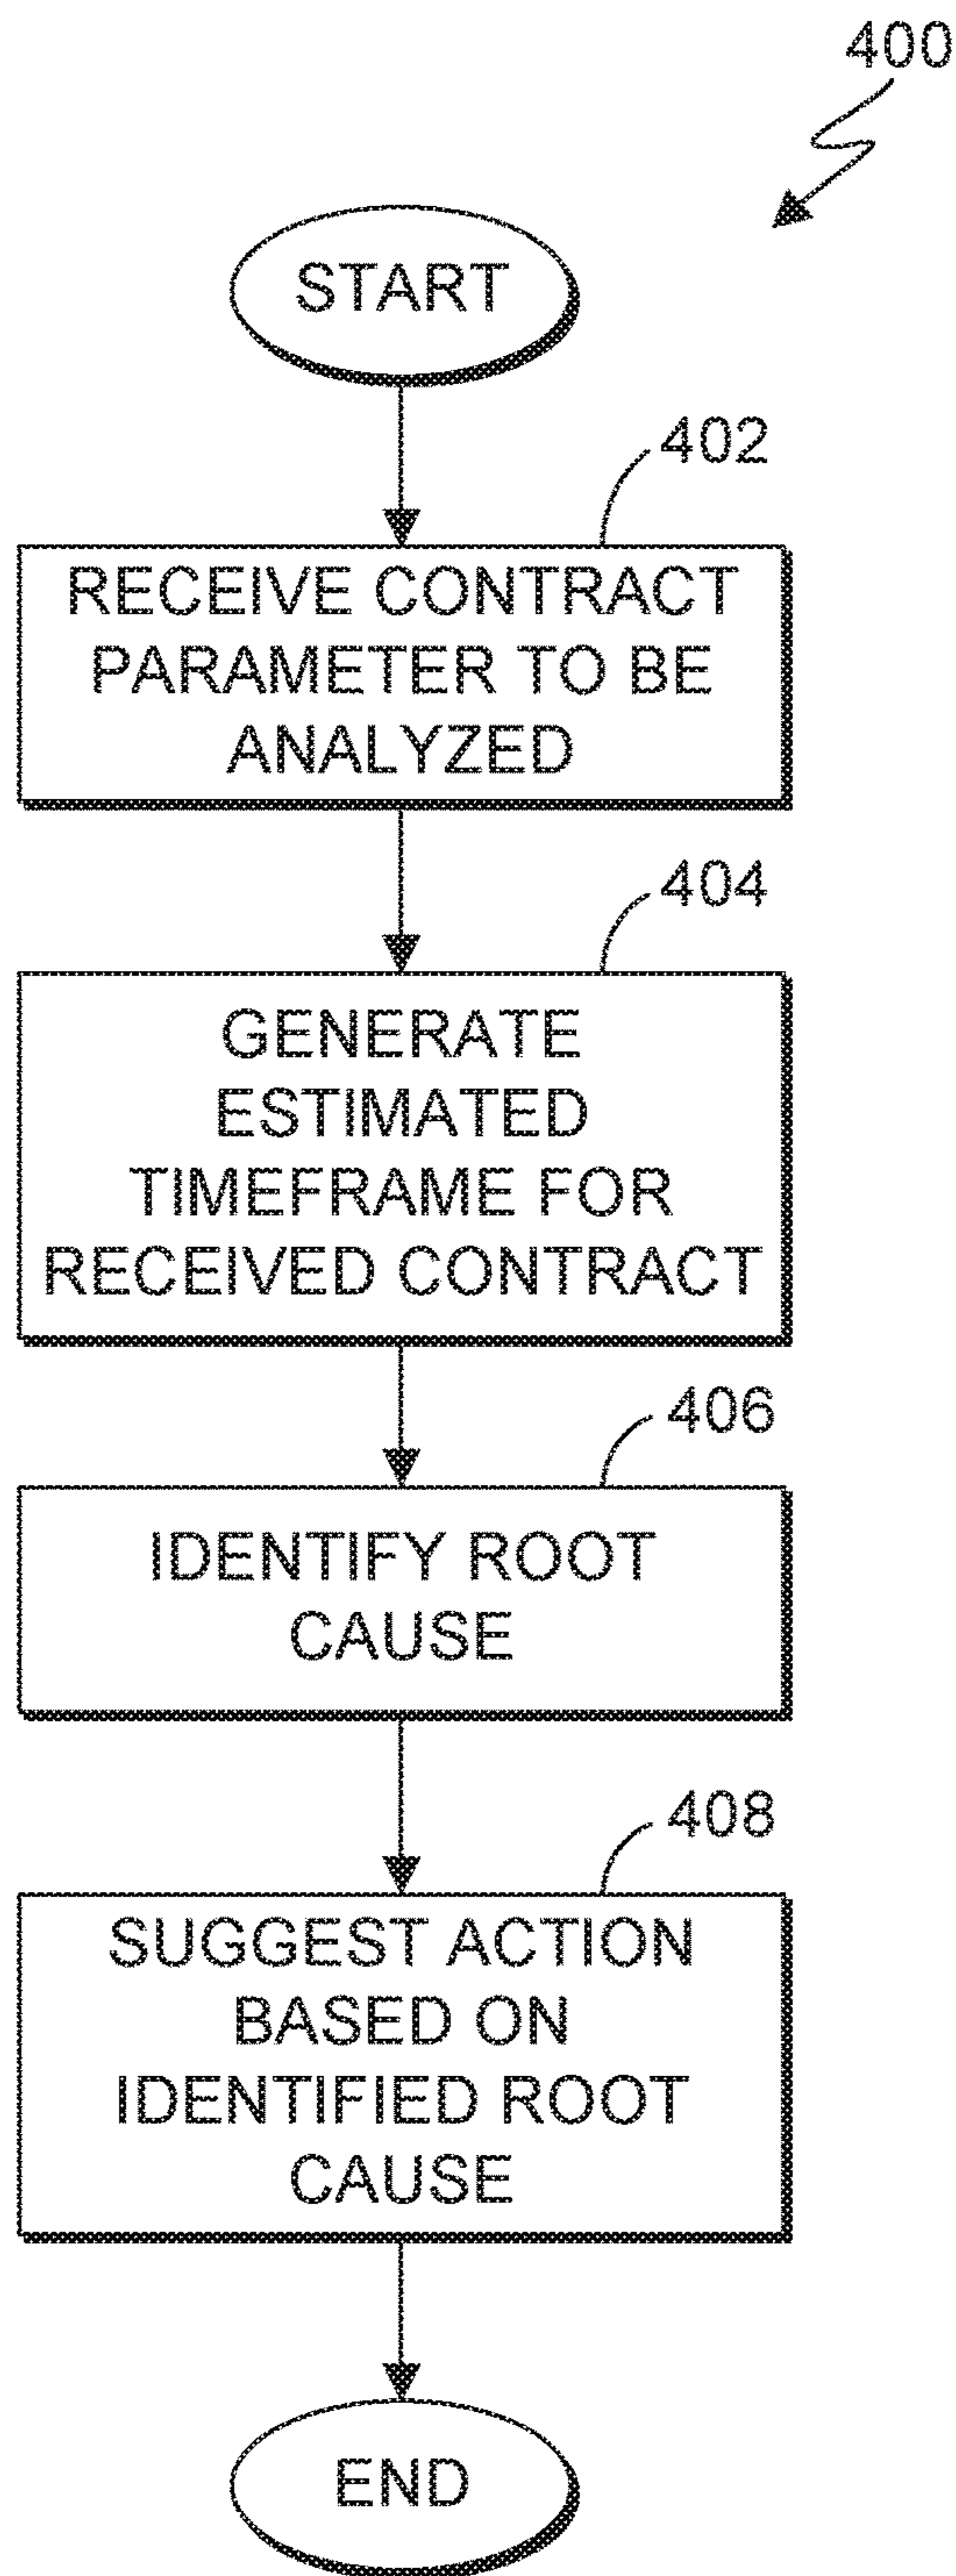 400
START
402
RECEIVE CONTRACT
PARAMETER TO BE
ANALYZED
404
GENERATE
ESTIMATED
TIMEFRAME FOR
RECEIVED CONTRACT
406
IDENTIFY ROOT
CAUSE
408
SUGGEST ACTION
BASED ON
IDENTIFIED ROOT
CAUSE
END